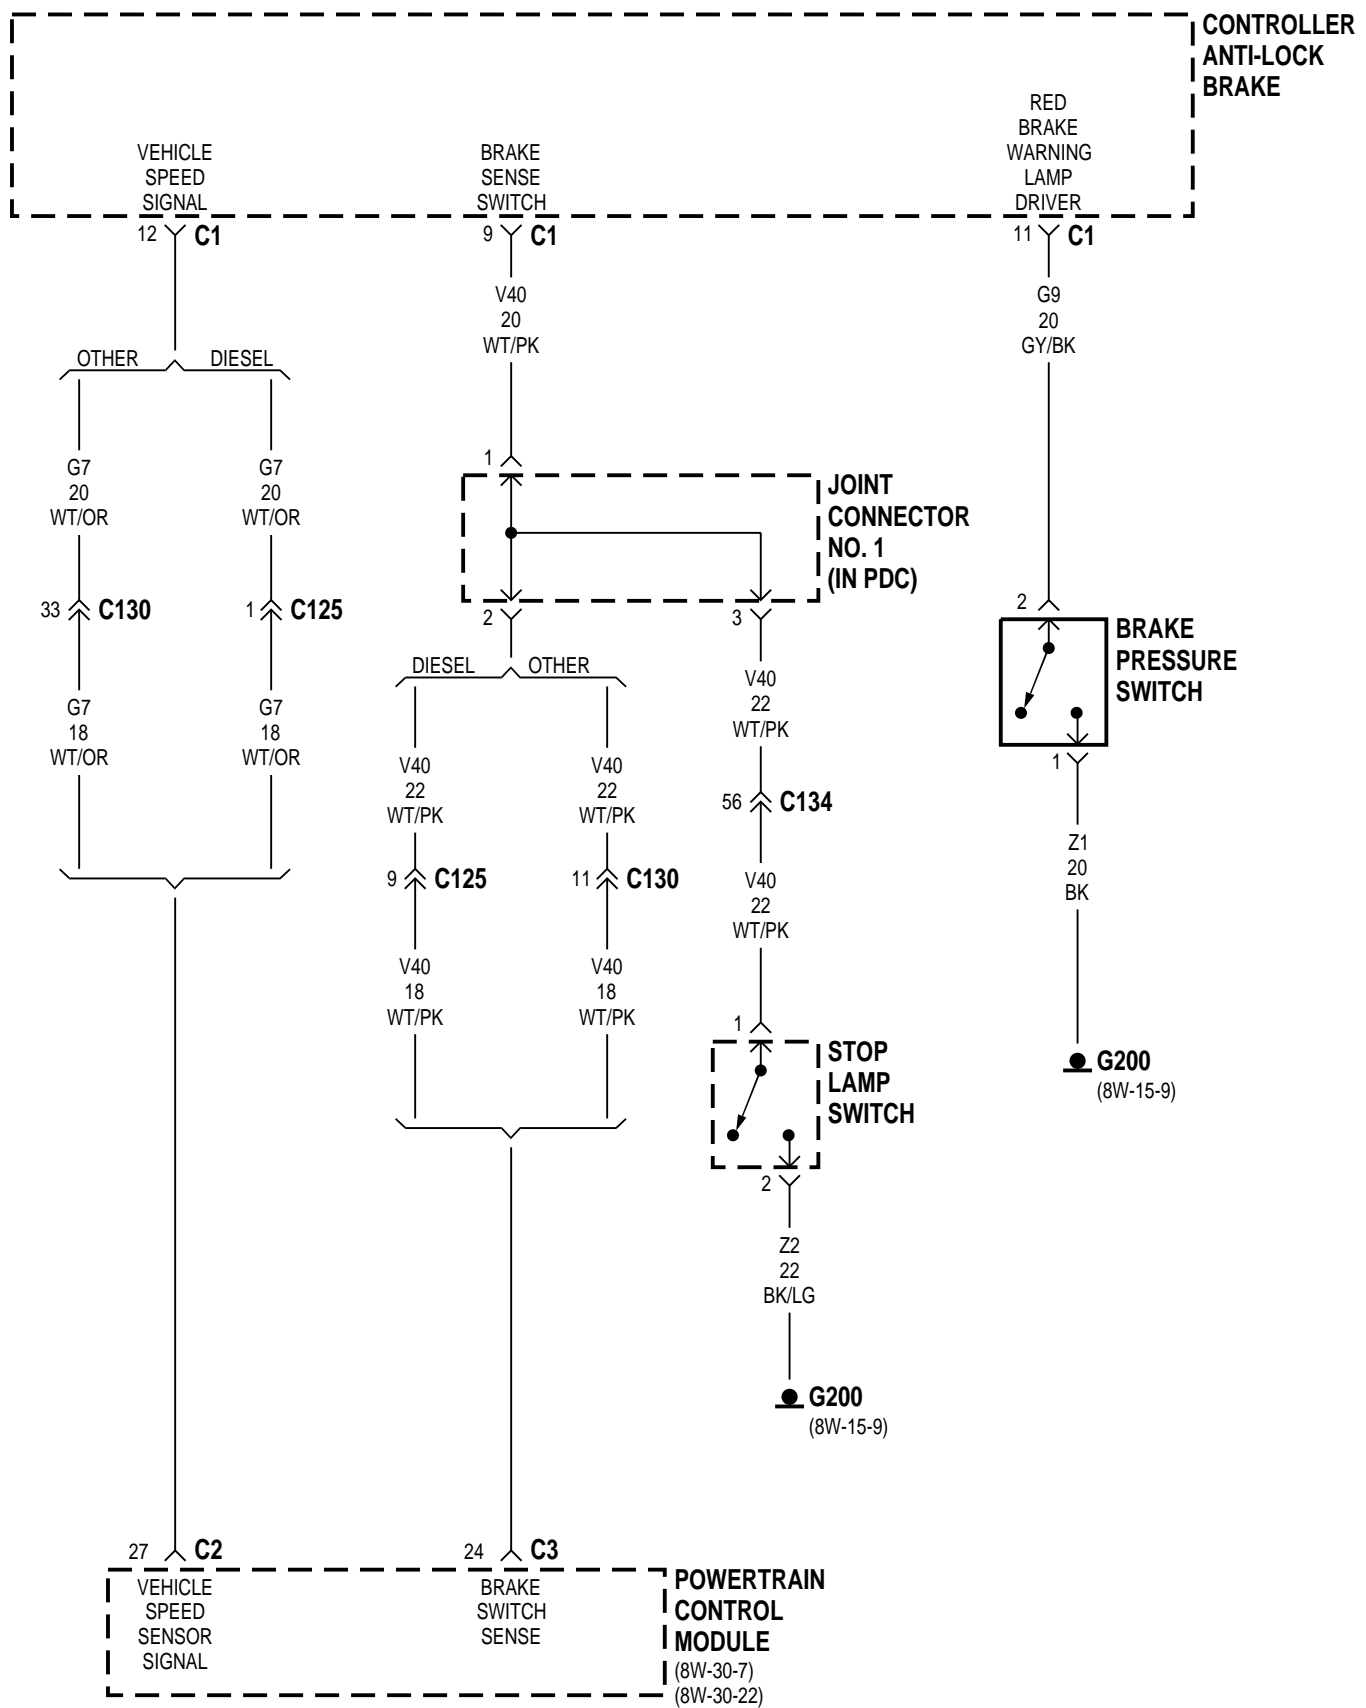 CONTROLLER
ANTI-LOCK
BRAKE
VEHICLE
SPEED
SIGNAL
BRAKE
SENSE
SWITCH
RED
BRAKE
WARNING
LAMP
DRIVER
12 C1
9 C1
11 C1
V40
20
WT/PK
G9
20
GY/BK
OTHER DIESEL
G7
20
WT/OR
G7
20
WT/OR
1
JOINT
CONNECTOR
NO. 1
(IN PDC)
33 C130
1 C125
2
3
2
BRAKE
PRESSURE
SWITCH
1
DIESEL OTHER
G7
18
WT/OR
G7
18
WT/OR
V40
22
WT/PK
V40
22
WT/PK
V40
22
WT/PK
56 C134
9 C125
11 C130
V40
22
WT/PK
Z1
20
BK
V40
18
WT/PK
V40
18
WT/PK
1
STOP
LAMP
SWITCH
2
G200
(8W-15-9)
Z2
22
BK/LG
G200
(8W-15-9)
27 C2
24 C3
VEHICLE
SPEED
SENSOR
SIGNAL
BRAKE
SWITCH
SENSE
POWERTRAIN
CONTROL
MODULE
(8W-30-7)
(8W-30-22)